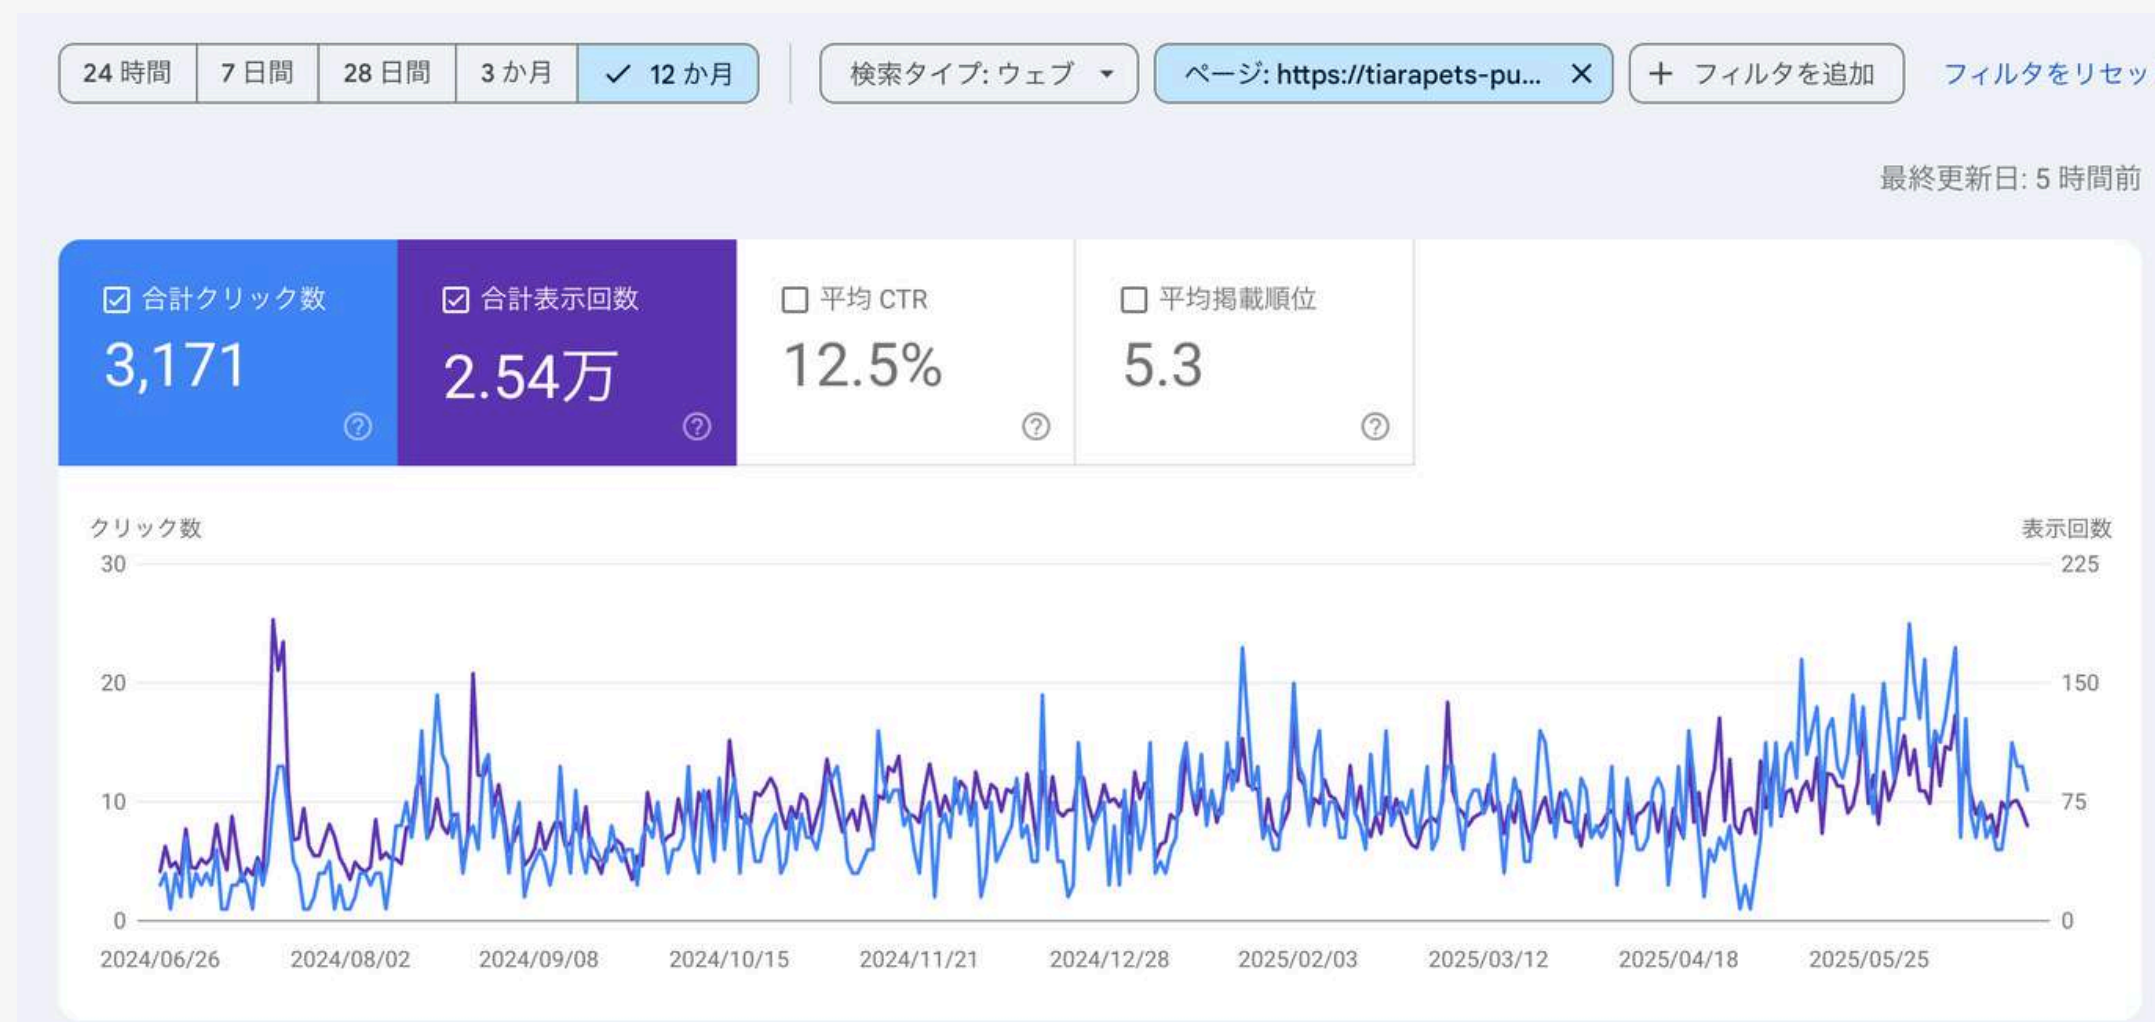 24 時間 7 日間 28 日間 3 か月 12 か月 検索タイプ: ウェブ ページ: https://tiarapets-pu... フィルタを追加 フィルタをリセッ
最終更新日: 5 時間前
合計クリック数 合計表示回数 平均 CTR 平均掲載順位
3,171 2.54万 12.5% 5.3
クリック数 表示回数
30 225
20 150
10 75
0 0
2024/06/26 2024/08/02 2024/09/08 2024/10/15 2024/11/21 2024/12/28 2025/02/03 2025/03/12 2025/04/18 2025/05/25